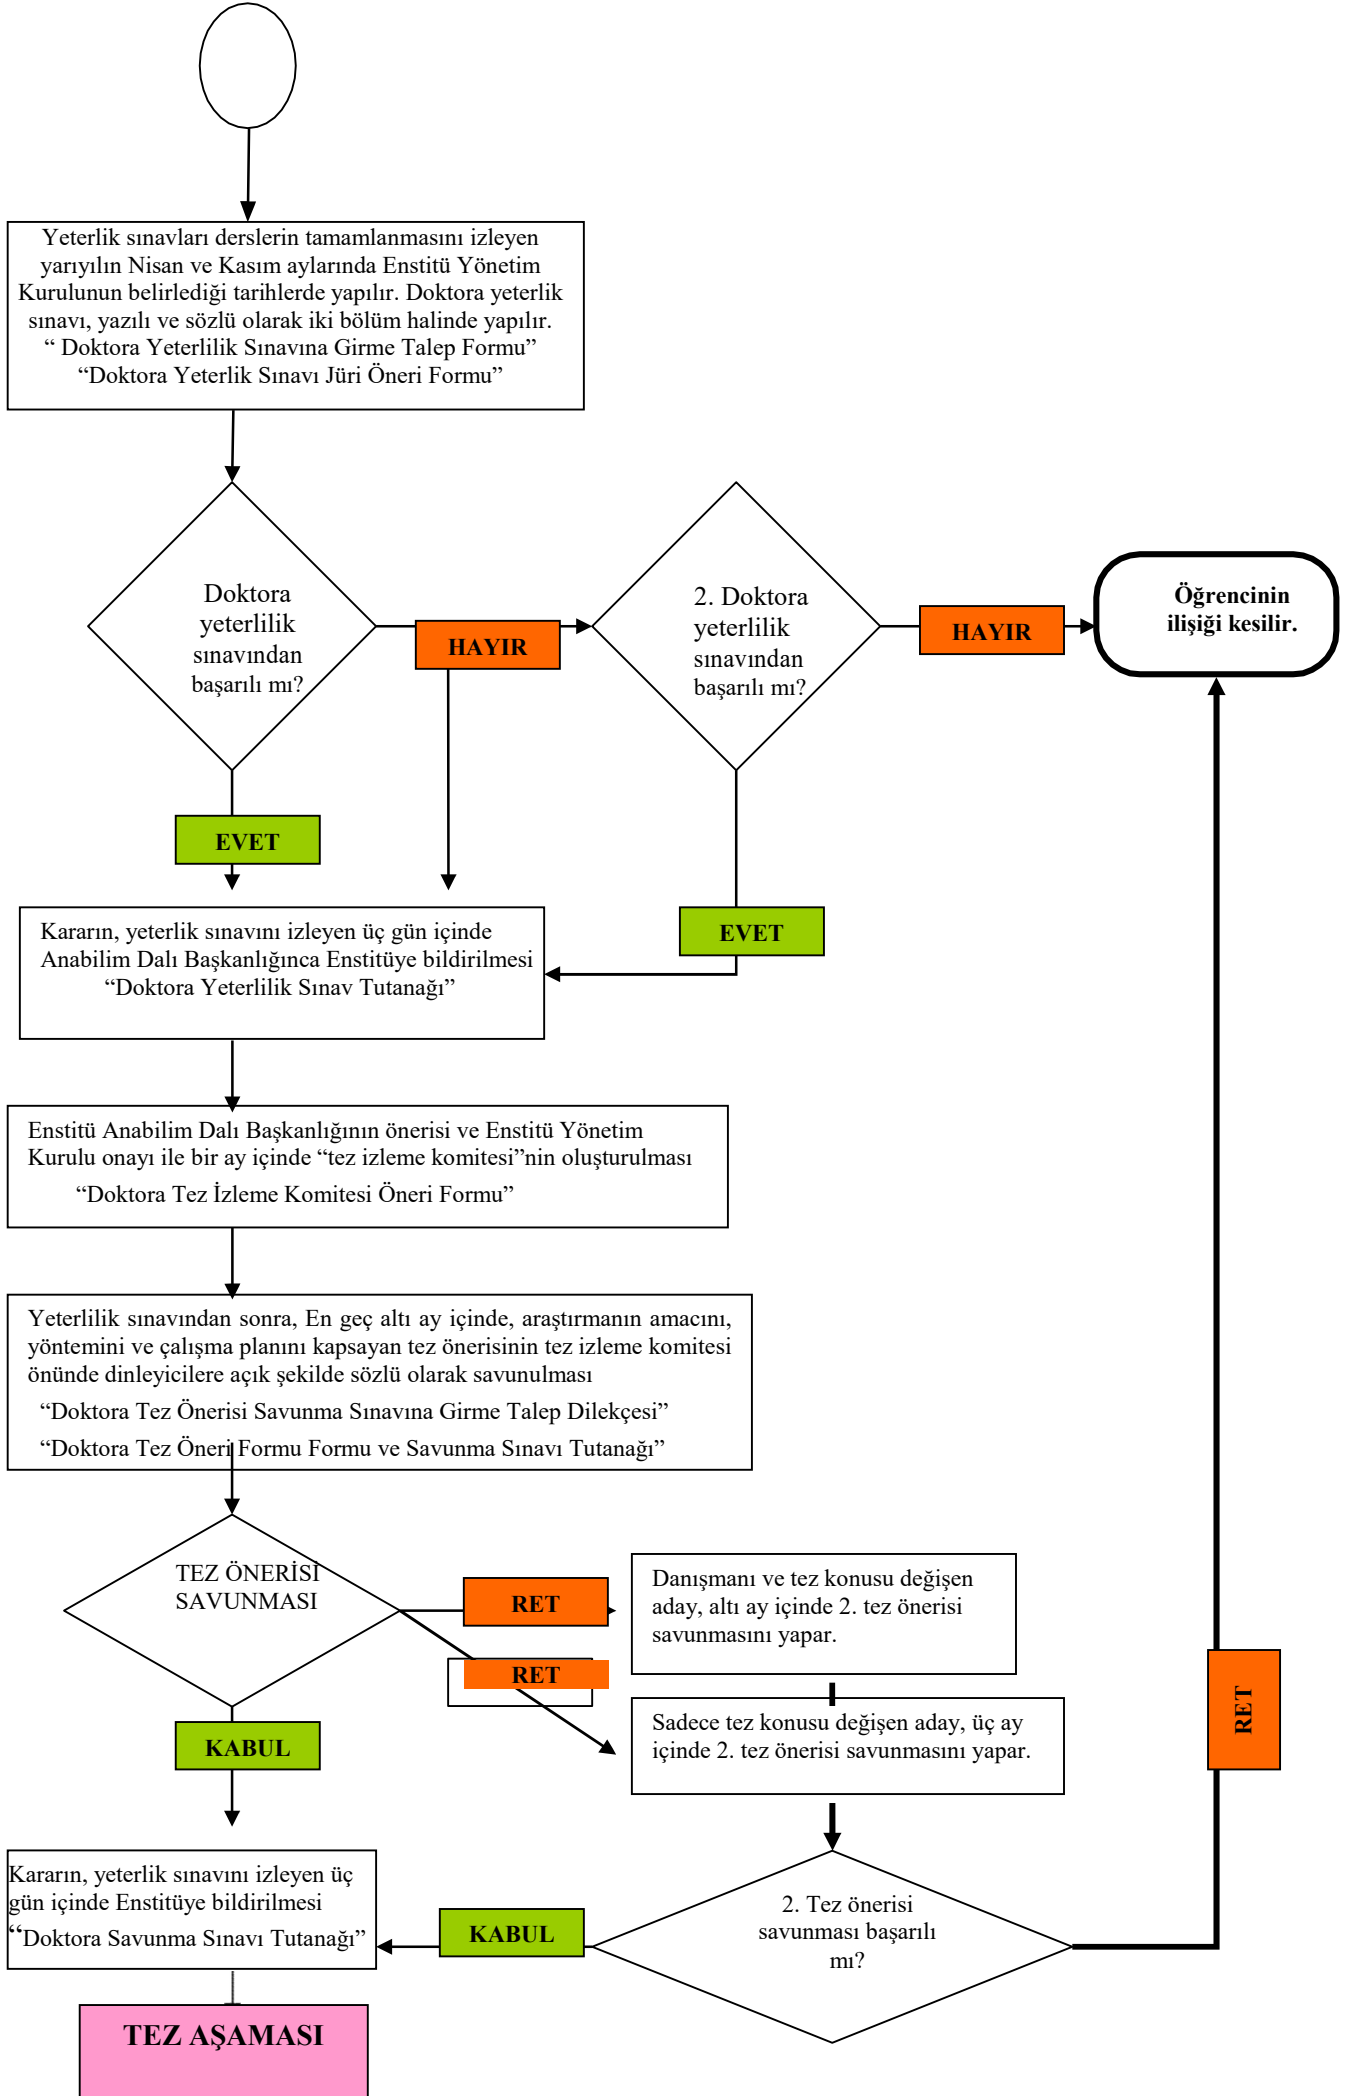 Yeterlik sınavları derslerin tamamlanmasını izleyen
yarıyılın Nisan ve Kasım aylarında Enstitü Yönetim
Kurulunun belirlediği tarihlerde yapılır. Doktora yeterlik
sınavı, yazılı ve sözlü olarak iki bölüm halinde yapılır.
“ Doktora Yeterlilik Sınavına Girme Talep Formu”
“Doktora Yeterlik Sınavı Jüri Öneri Formu”
Doktora
yeterlilik
sınavından
başarılı mı?
HAYIR
2. Doktora
yeterlilik
sınavından
başarılı mı?
HAYIR
Öğrencinin
ilişiği kesilir.
EVET
EVET
Kararın, yeterlik sınavını izleyen üç gün içinde
Anabilim Dalı Başkanlığınca Enstitüye bildirilmesi
“Doktora Yeterlilik Sınav Tutanağı”
Enstitü Anabilim Dalı Başkanlığının önerisi ve Enstitü Yönetim
Kurulu onayı ile bir ay içinde “tez izleme komitesi”nin oluşturulması
“Doktora Tez İzleme Komitesi Öneri Formu”
Yeterlilik sınavından sonra, En geç altı ay içinde, araştırmanın amacını,
yöntemini ve çalışma planını kapsayan tez önerisinin tez izleme komitesi
önünde dinleyicilere açık şekilde sözlü olarak savunulması
“Doktora Tez Önerisi Savunma Sınavına Girme Talep Dilekçesi”
“Doktora Tez Öneri Formu Formu ve Savunma Sınavı Tutanağı”
TEZ ÖNERİSİ
SAVUNMASI
RET
Danışmanı ve tez konusu değişen
aday, altı ay içinde 2. tez önerisi
savunmasını yapar.
RET
Sadece tez konusu değişen aday, üç ay
içinde 2. tez önerisi savunmasını yapar.
RET
KABUL
Kararın, yeterlik sınavını izleyen üç
gün içinde Enstitüye bildirilmesi
“Doktora Savunma Sınavı Tutanağı”
KABUL
2. Tez önerisi
savunması başarılı
mı?
TEZ AŞAMASI